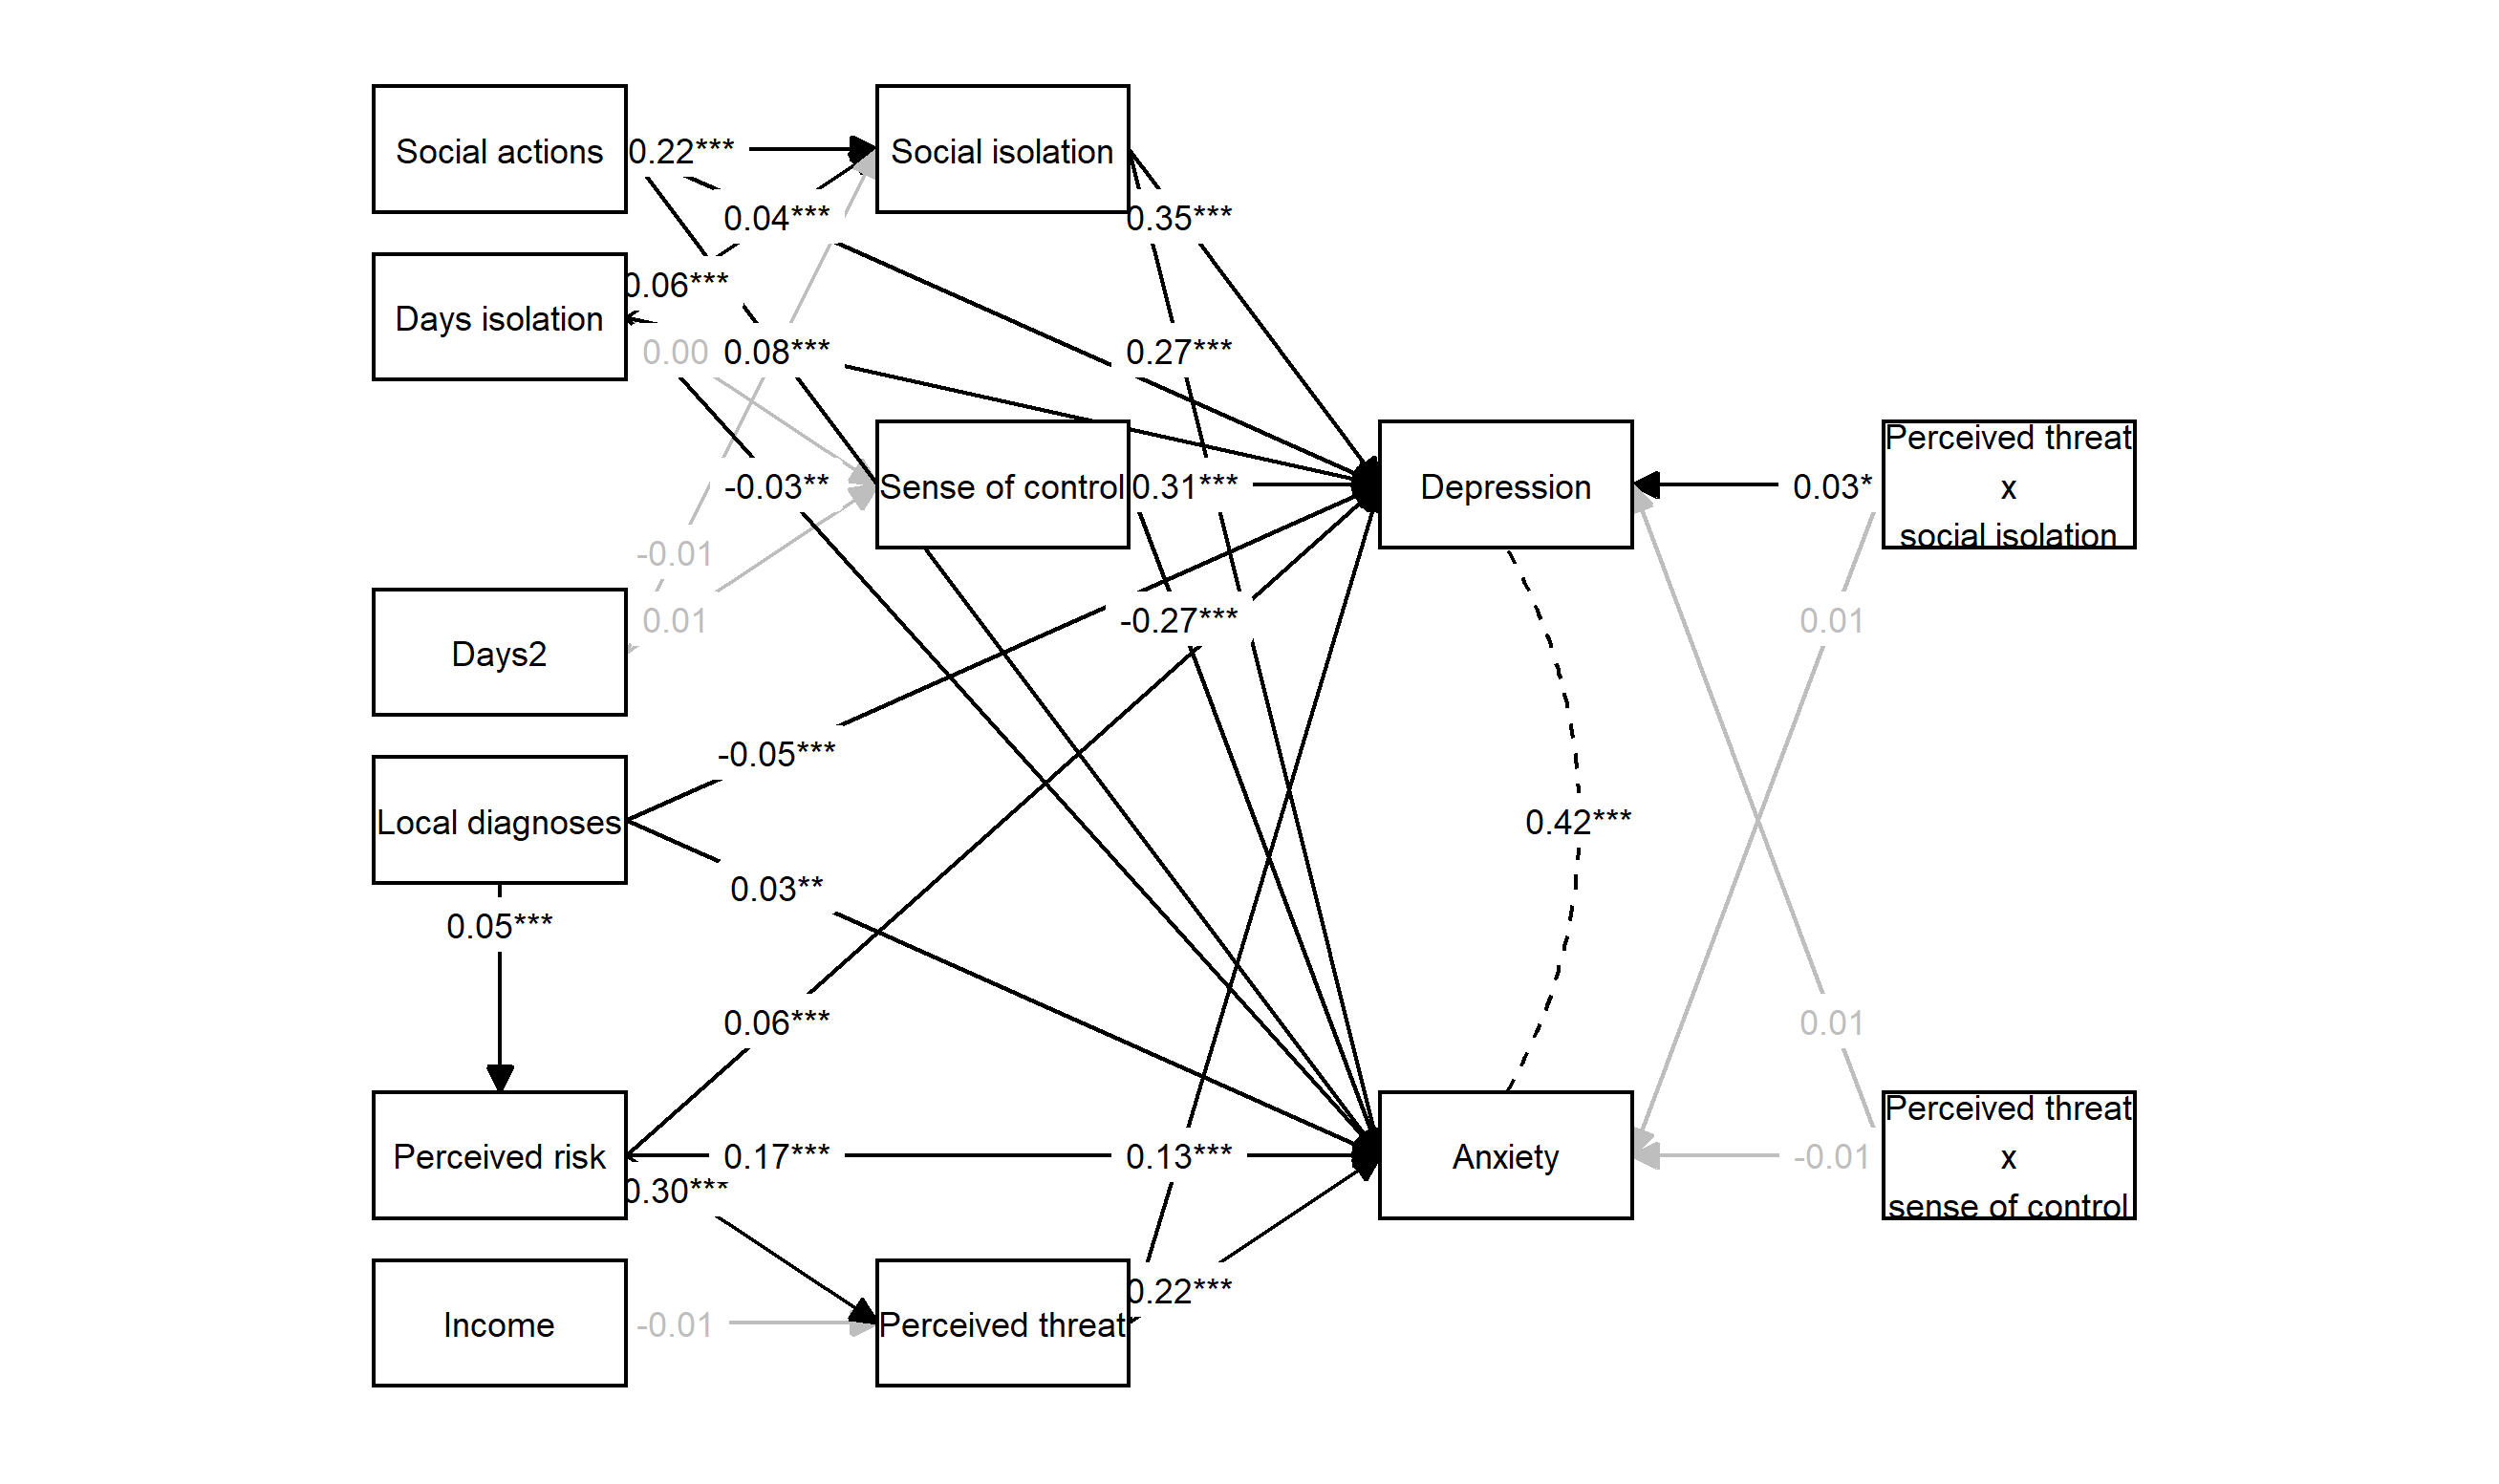 Social actions
0.22***
Social isolation
0.04***
0.35***
0.06***
Days isolation
0.00
0.08***
0.27***
-0.03**
Sense of control
0.31***
Depression
0.03*
Perceived threat
x
social isolation
-0.01
0.01
-0.27***
0.01
Days2
-0.05***
Local diagnoses
0.42***
0.03**
0.05***
0.06***
0.01
Perceived risk
0.17***
0.13***
Anxiety
-0.01
Perceived threat
x
sense of control
0.30***
0.22***
Income
-0.01
Perceived threat